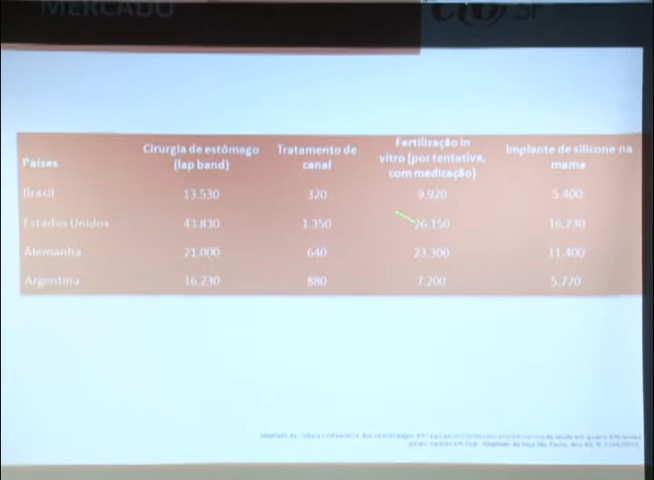 MERCADO
Países Cirurgia de estômago (lap band) Tratamento de canal Fertilização in vitro (por tentativa, com medicação) Implante de silicone na mama
Brasil 13.530 320 9.920 5.400
Estados Unidos 43.830 1.350 26.150 16.230
Alemanha 21.000 640 23.300 11.400
Argentina 16.230 880 7.200 5.770